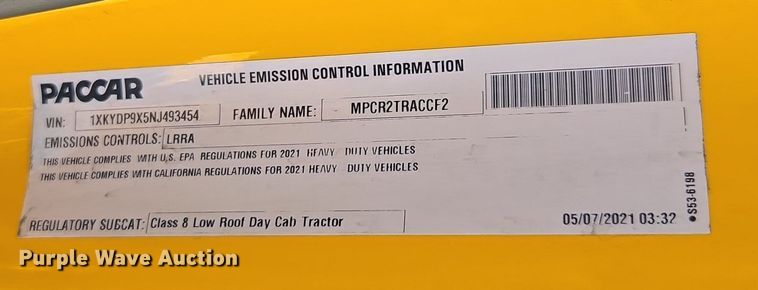 PACCAR VEHICLE EMISSION CONTROL INFORMATION
VIN: 1XKYDP9X5NJ493454 FAMILY NAME: MPCR2TRACCF2
EMISSIONS CONTROLS: LRRA
THIS VEHICLE COMPLIES WITH U.S. EPA REGULATIONS FOR 2021 HEAVY DUTY VEHICLES
THIS VEHICLE COMPLIES WITH CALIFORNIA REGULATIONS FOR 2021 HEAVY DUTY VEHICLES
REGULATORY SUBCAT: Class 8 Low Roof Day Cab Tractor 05/07/2021 03:32
●S53-6198
Purple Wave Auction